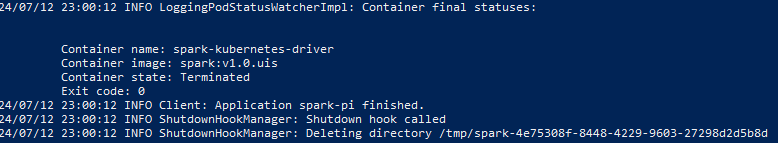 24/07/12 23:00:12 INFO LoggingPodStatusWatcherImpl: Container final statuses:
Container name: spark-kubernetes-driver
Container image: spark:v1.0.uis
Container state: Terminated
Exit code: 0
24/07/12 23:00:12 INFO Client: Application spark-pi finished.
24/07/12 23:00:12 INFO ShutdownHookManager: Shutdown hook called
24/07/12 23:00:12 INFO ShutdownHookManager: Deleting directory /tmp/spark-4e75308f-8448-4229-9603-27298d2d5b8d